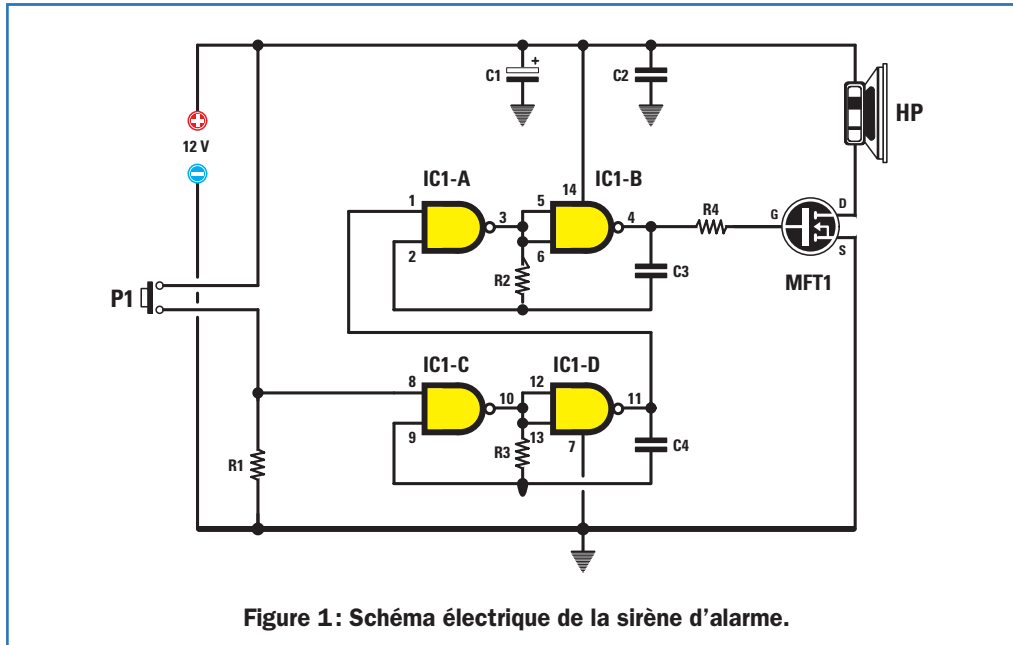 C1
+
C2
HP
12 V
IC1-A
IC1-B
1
2
3
14
5
6
4
R4
G
D
S
MFT1
R2
C3
P1
IC1-C
IC1-D
8
9
10
12
13
11
7
R3
C4
R1
Figure 1: Schéma électrique de la sirène d'alarme.